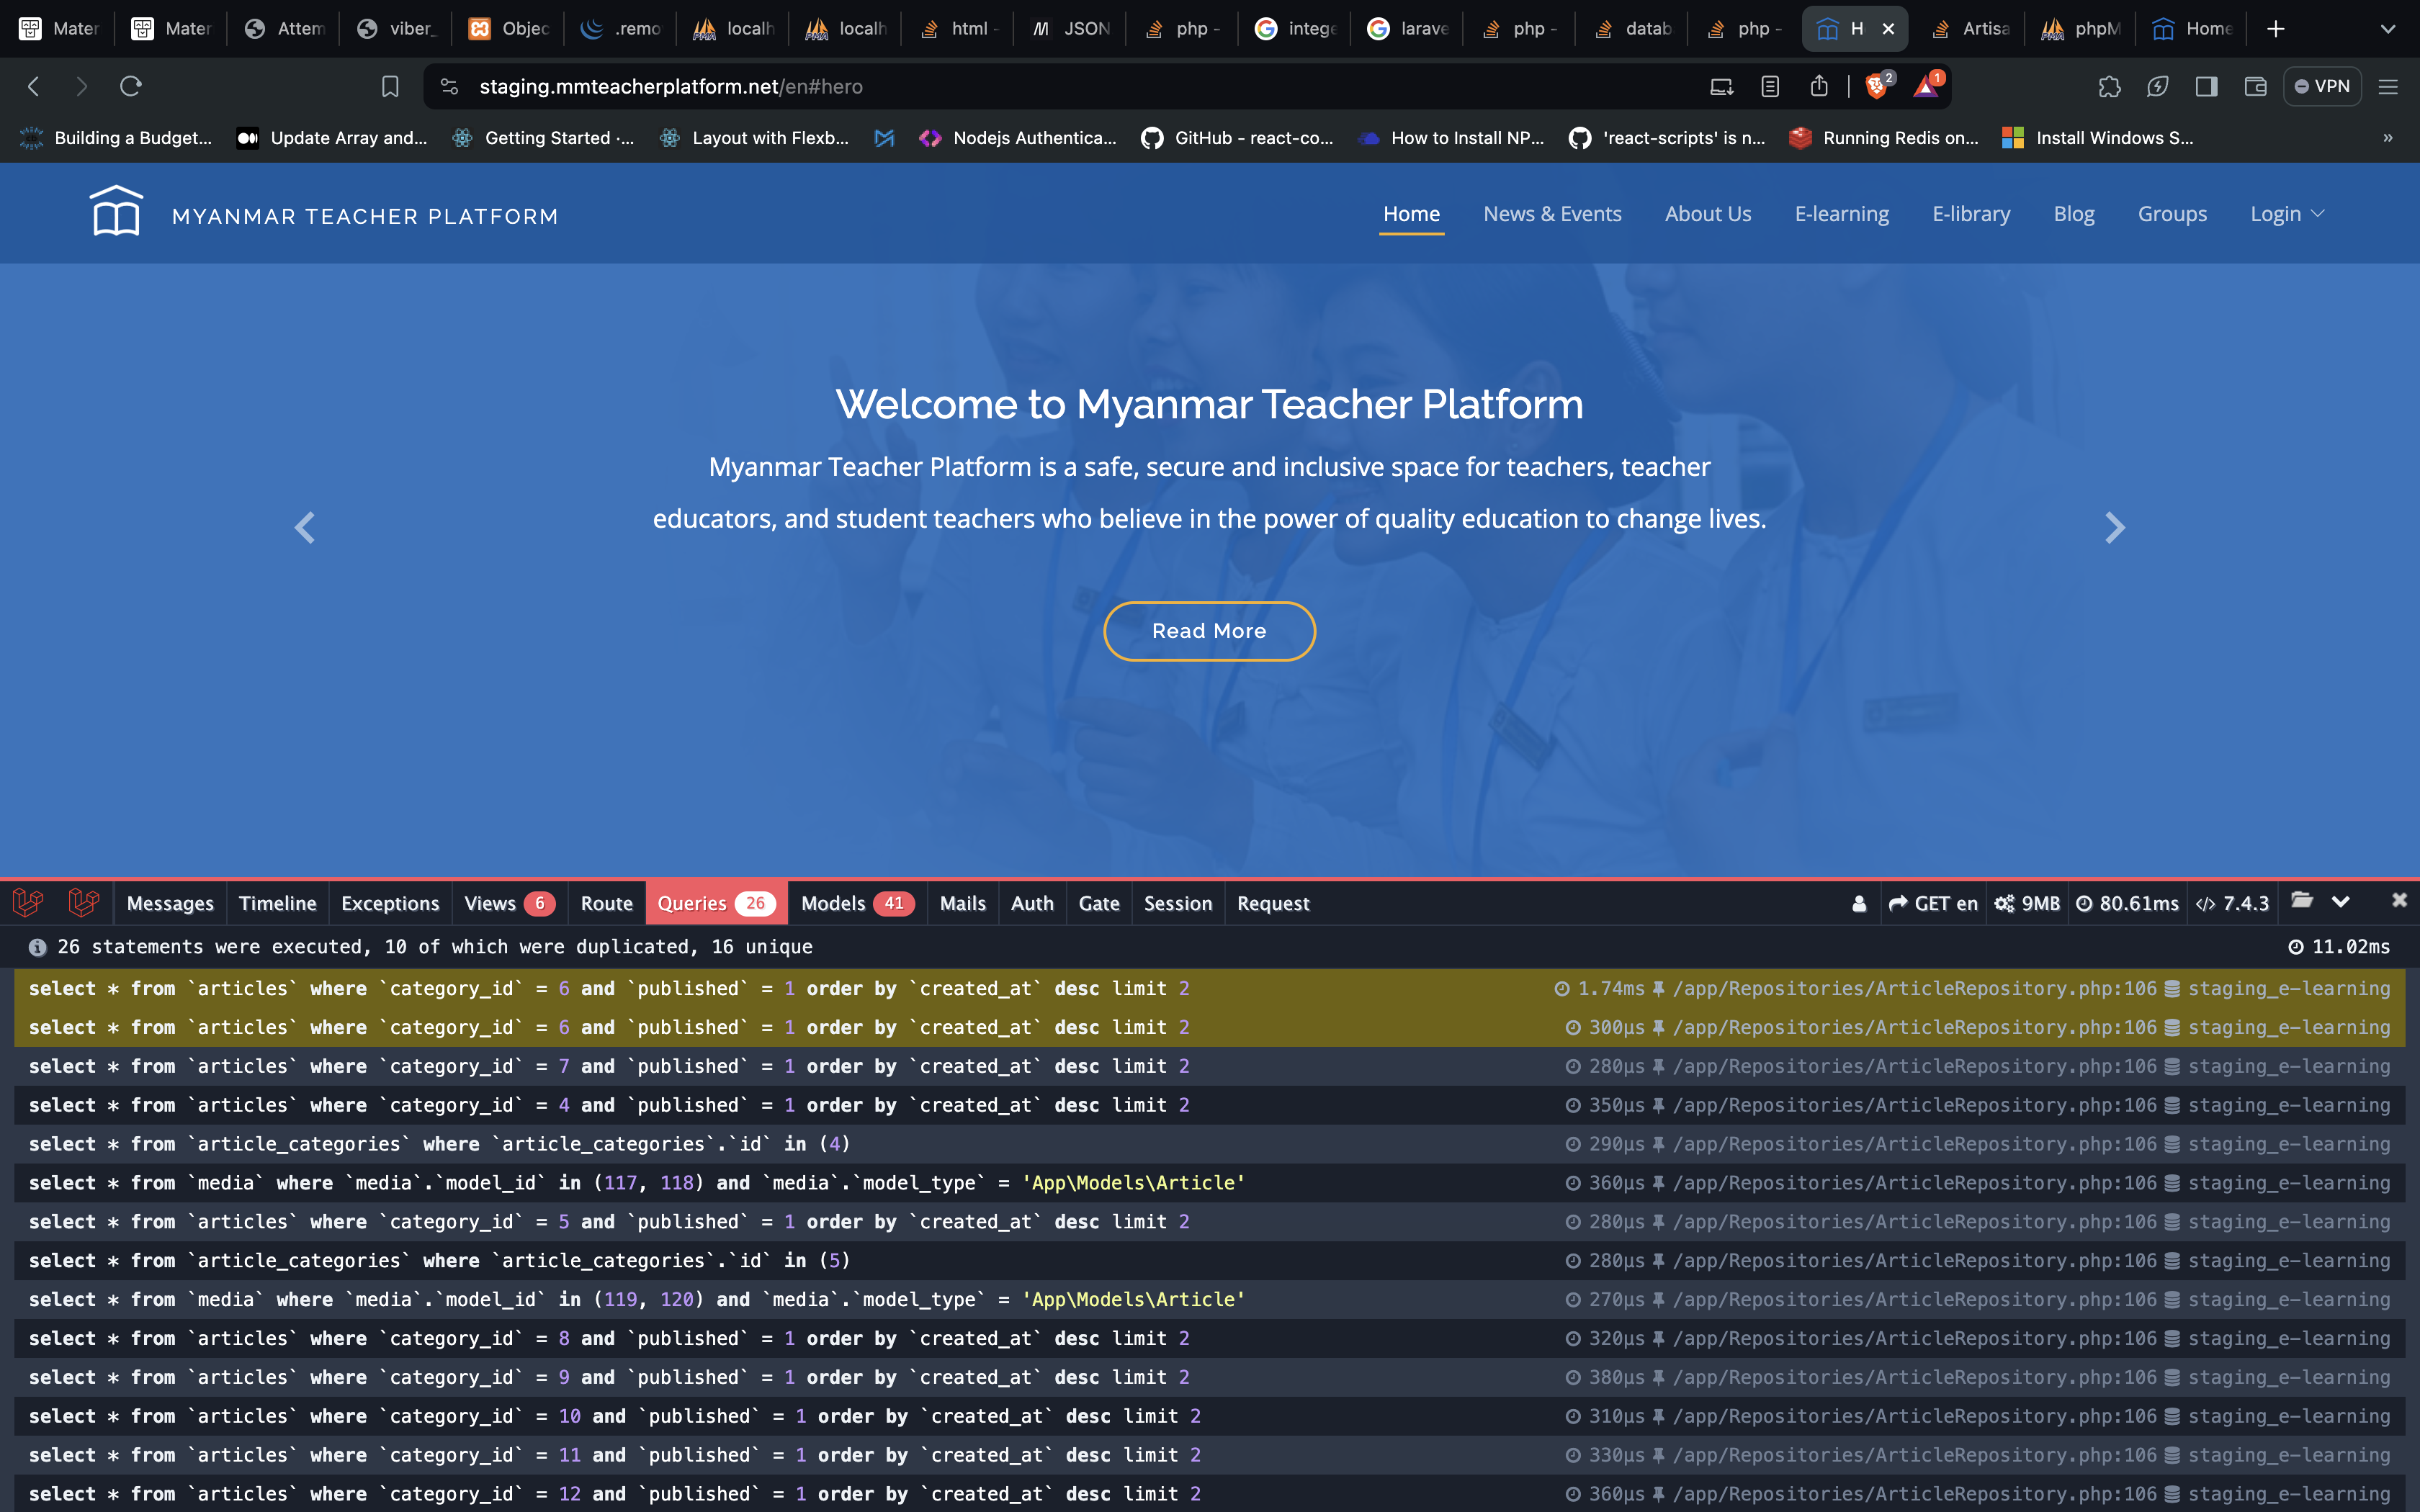 Mater Mater Attem viber_ Objec .remo localh localh html - JSON php - intege larave php - datab php - H Artisa phpM Home
staging.mmteacherplatform.net/en#hero 2 1 VPN
Building a Budget... Update Array and... Getting Started ·... Layout with Flexb... Nodejs Authentica... GitHub - react-co... How to Install NP... 'react-scripts' is n... Running Redis on... Install Windows S... »
MYANMAR TEACHER PLATFORM Home News & Events About Us E-learning E-library Blog Groups Login
Welcome to Myanmar Teacher Platform
Myanmar Teacher Platform is a safe, secure and inclusive space for teachers, teacher
educators, and student teachers who believe in the power of quality education to change lives.
Read More
Messages Timeline Exceptions Views 6 Route Queries 26 Models 41 Mails Auth Gate Session Request GET en 9MB 80.61ms </> 7.4.3
26 statements were executed, 10 of which were duplicated, 16 unique 11.02ms
select * from `articles` where `category_id` = 6 and `published` = 1 order by `created_at` desc limit 2 1.74ms /app/Repositories/ArticleRepository.php:106 staging_e-learning
select * from `articles` where `category_id` = 6 and `published` = 1 order by `created_at` desc limit 2 300μs /app/Repositories/ArticleRepository.php:106 staging_e-learning
select * from `articles` where `category_id` = 7 and `published` = 1 order by `created_at` desc limit 2 280μs /app/Repositories/ArticleRepository.php:106 staging_e-learning
select * from `articles` where `category_id` = 4 and `published` = 1 order by `created_at` desc limit 2 350μs /app/Repositories/ArticleRepository.php:106 staging_e-learning
select * from `article_categories` where `article_categories`.`id` in (4) 290μs /app/Repositories/ArticleRepository.php:106 staging_e-learning
select * from `media` where `media`.`model_id` in (117, 118) and `media`.`model_type` = 'App\Models\Article' 360μs /app/Repositories/ArticleRepository.php:106 staging_e-learning
select * from `articles` where `category_id` = 5 and `published` = 1 order by `created_at` desc limit 2 280μs /app/Repositories/ArticleRepository.php:106 staging_e-learning
select * from `article_categories` where `article_categories`.`id` in (5) 280μs /app/Repositories/ArticleRepository.php:106 staging_e-learning
select * from `media` where `media`.`model_id` in (119, 120) and `media`.`model_type` = 'App\Models\Article' 270μs /app/Repositories/ArticleRepository.php:106 staging_e-learning
select * from `articles` where `category_id` = 8 and `published` = 1 order by `created_at` desc limit 2 320μs /app/Repositories/ArticleRepository.php:106 staging_e-learning
select * from `articles` where `category_id` = 9 and `published` = 1 order by `created_at` desc limit 2 380μs /app/Repositories/ArticleRepository.php:106 staging_e-learning
select * from `articles` where `category_id` = 10 and `published` = 1 order by `created_at` desc limit 2 310μs /app/Repositories/ArticleRepository.php:106 staging_e-learning
select * from `articles` where `category_id` = 11 and `published` = 1 order by `created_at` desc limit 2 330μs /app/Repositories/ArticleRepository.php:106 staging_e-learning
select * from `articles` where `category_id` = 12 and `published` = 1 order by `created_at` desc limit 2 360μs /app/Repositories/ArticleRepository.php:106 staging_e-learning